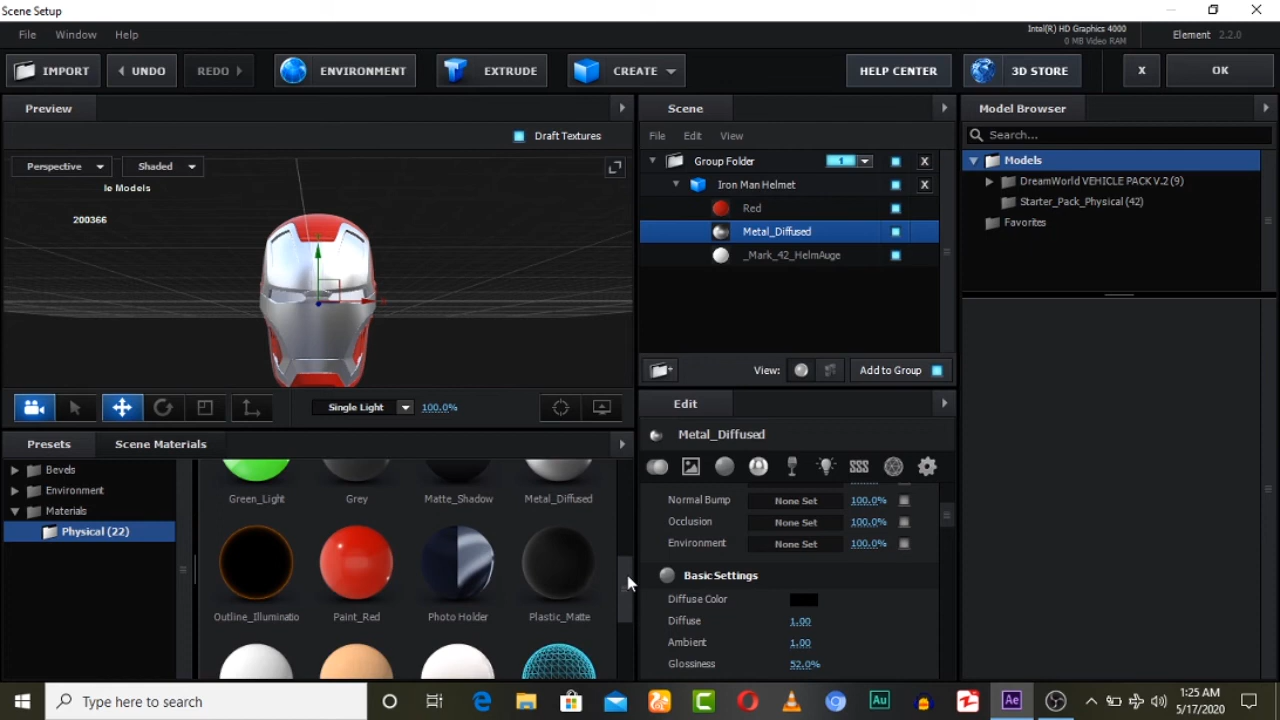 Scene Setup
File Window Help
Intel(R) HD Graphics 4000
0 MB Video RAM
Element 2.2.0
IMPORT UNDO REDO ENVIRONMENT EXTRUDE CREATE HELP CENTER 3D STORE X OK
Preview
Draft Textures
Perspective Shaded
le Models
200366
Single Light 100.0%
Scene
File Edit View
Group Folder 1 X
Iron Man Helmet X
Red
Metal_Diffused
_Mark_42_HelmAuge
View: Add to Group
Model Browser
Search...
Models
DreamWorld VEHICLE PACK V.2 (9)
Starter_Pack_Physical (42)
Favorites
Presets Scene Materials
Bevels
Environment
Materials
Physical (22)
Green_Light Grey Matte_Shadow Metal_Diffused
Outline_Illuminatio Paint_Red Photo Holder Plastic_Matte
Edit
Metal_Diffused
Normal Bump None Set 100.0%
Occlusion None Set 100.0%
Environment None Set 100.0%
Basic Settings
Diffuse Color
Diffuse 1.00
Ambient 1.00
Glossiness 52.0%
Type here to search
Au
Ae
1:25 AM
5/17/2020